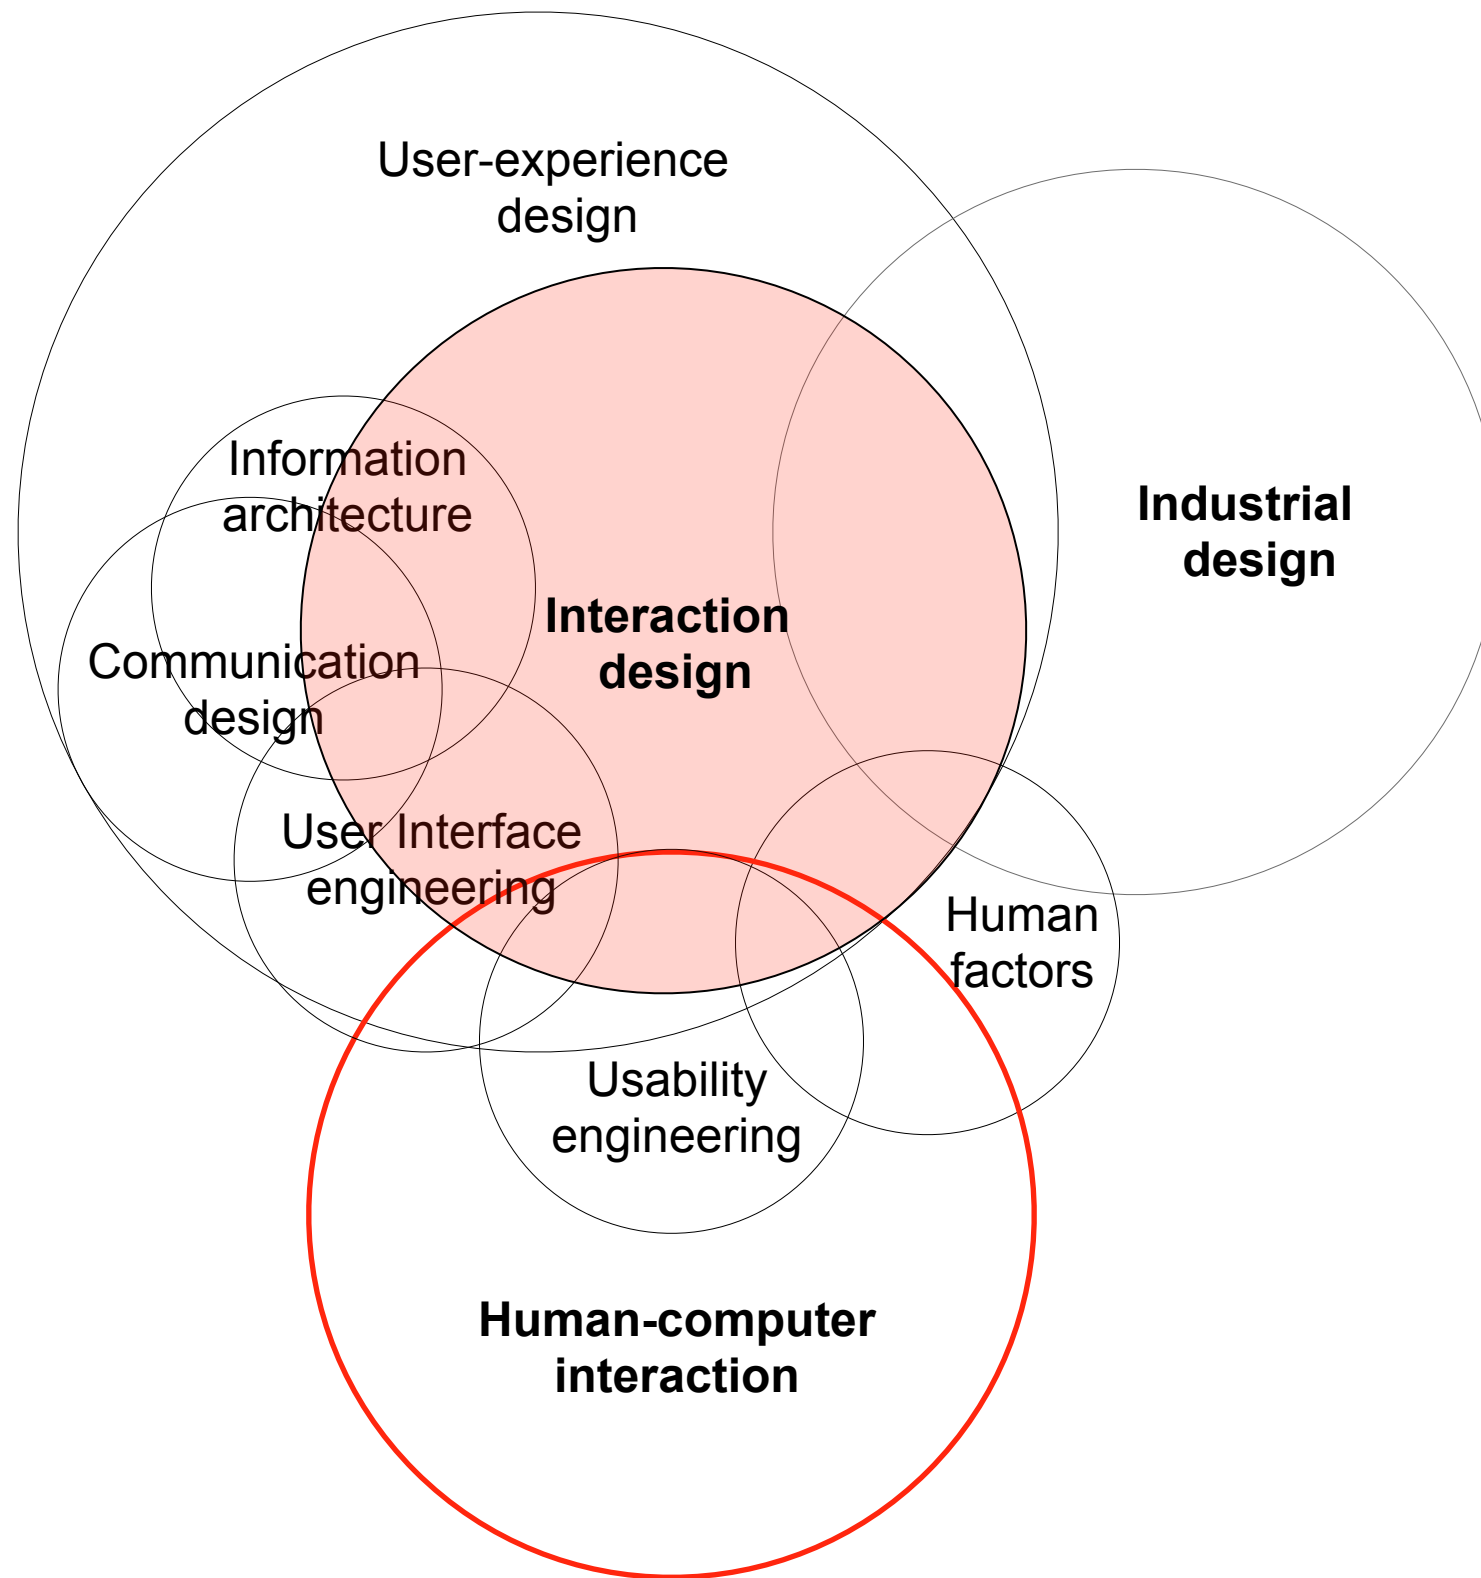 User-experience
design
Information
architecture
Industrial
design
Interaction
design
Communication
design
User Interface
engineering
Human
factors
Usability
engineering
Human-computer
interaction